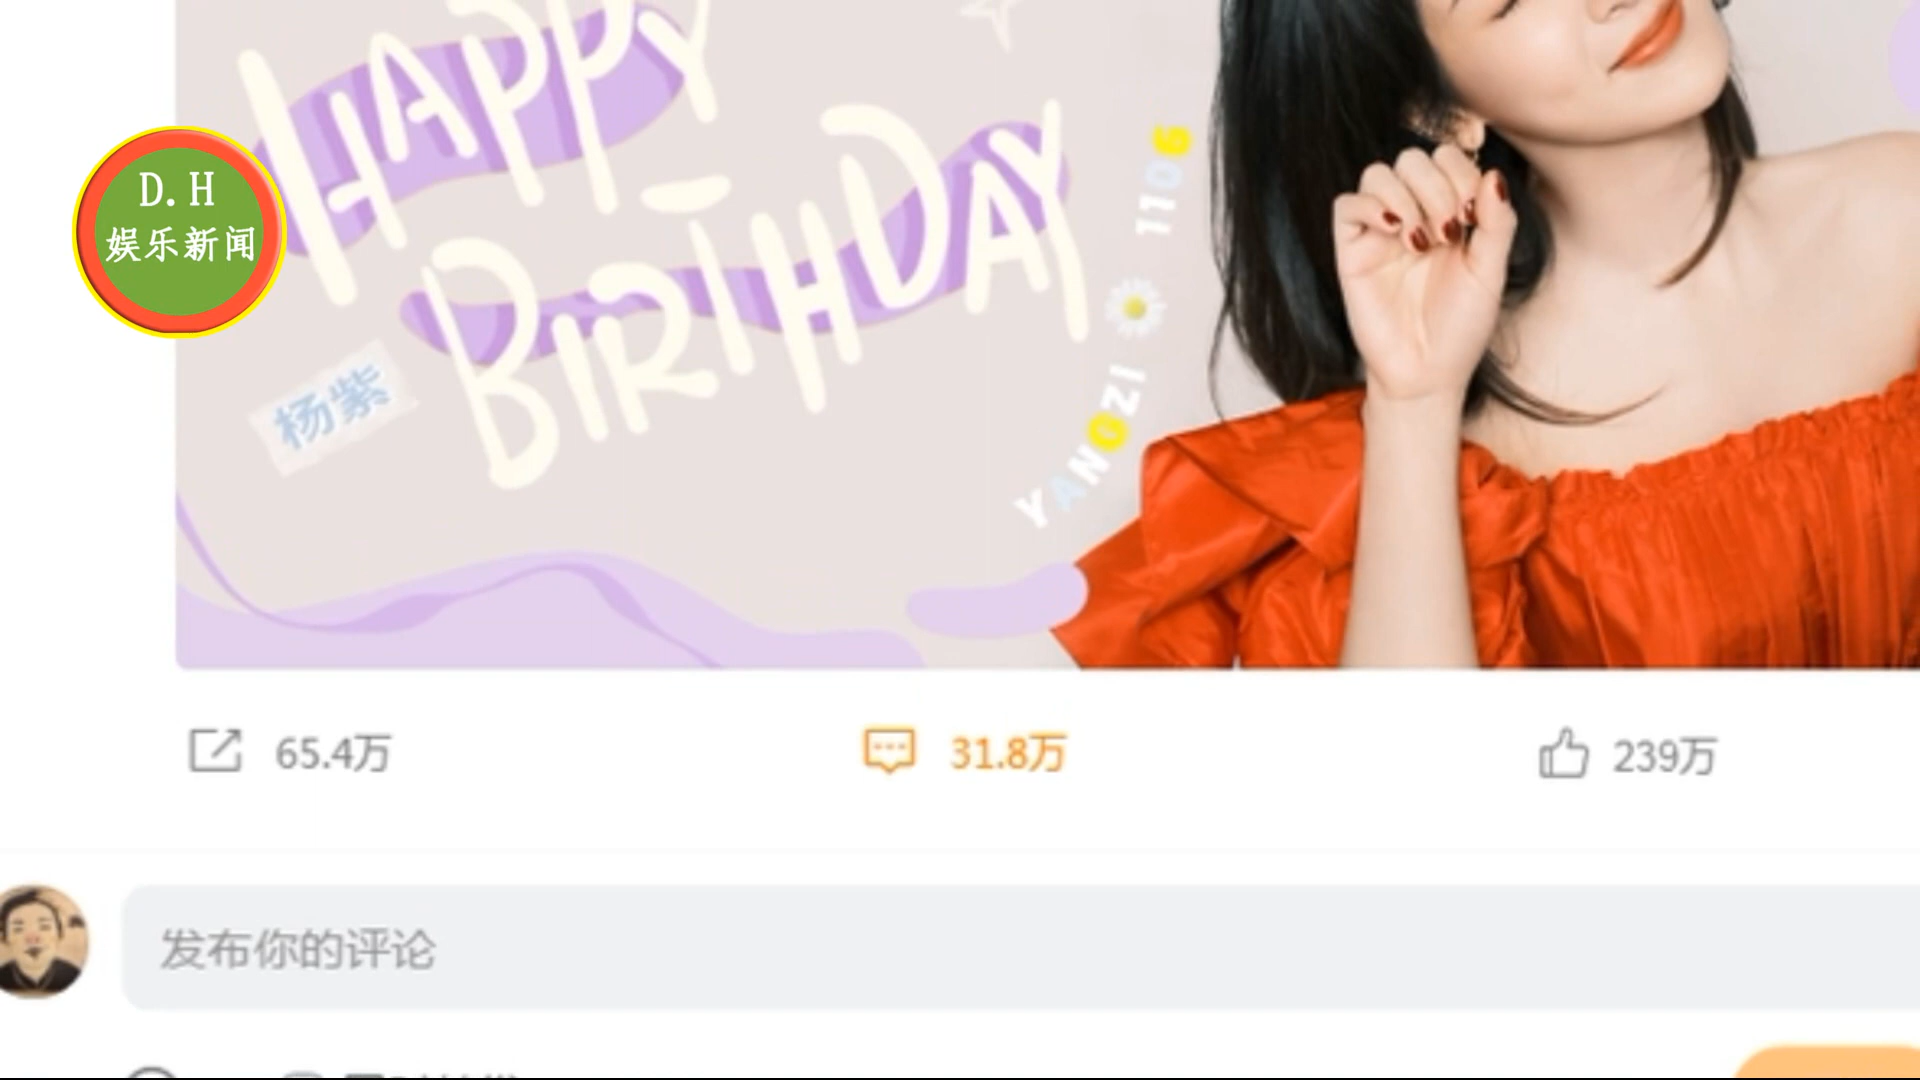 HAPPY
BIRTHDAY
D.H
娱乐新闻
杨紫
YANGZI 1106
65.4万
31.8万
239万
发布你的评论